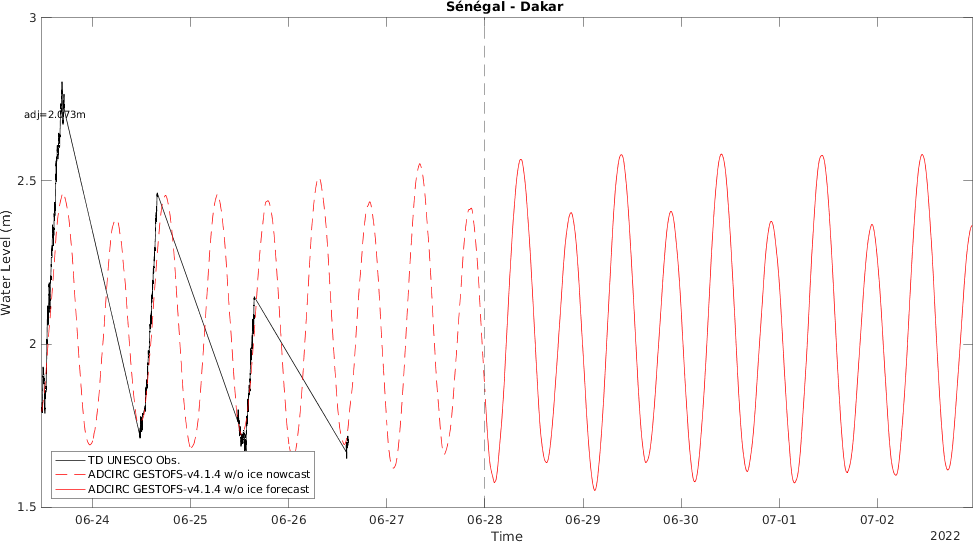 Sénégal - Dakar
3
adj=2.073m
2.5
Water Level (m)
2
TD UNESCO Obs.
ADCIRC GESTOFS-v4.1.4 w/o ice nowcast
ADCIRC GESTOFS-v4.1.4 w/o ice forecast
1.5
06-24 06-25 06-26 06-27 06-28 06-29 06-30 07-01 07-02
Time
2022